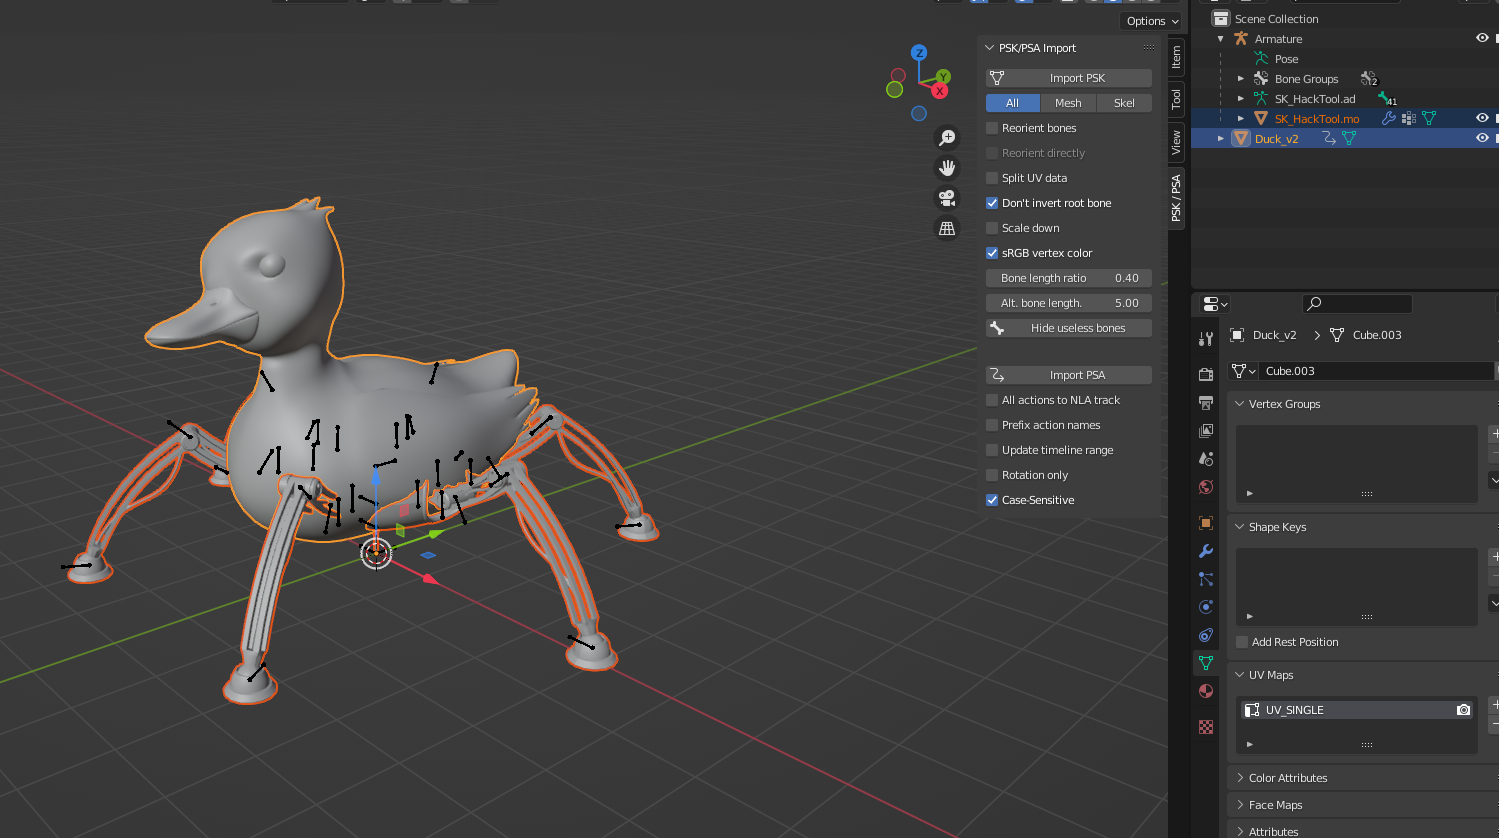 Options
Z
Y
X
PSK/PSA Import
Import PSK
All Mesh Skel
Reorient bones
Reorient directly
Split UV data
Don't invert root bone
Scale down
sRGB vertex color
Bone length ratio 0.40
Alt. bone length. 5.00
Hide useless bones
Import PSA
All actions to NLA track
Prefix action names
Update timeline range
Rotation only
Case-Sensitive
Item
Tool
View
PSK / PSA
Scene Collection
Armature
Pose
Bone Groups 2
SK_HackTool.ad 41
SK_HackTool.mo
Duck_v2
Duck_v2 > Cube.003
Cube.003
Vertex Groups
Shape Keys
Add Rest Position
UV Maps
UV_SINGLE
Color Attributes
Face Maps
Attributes